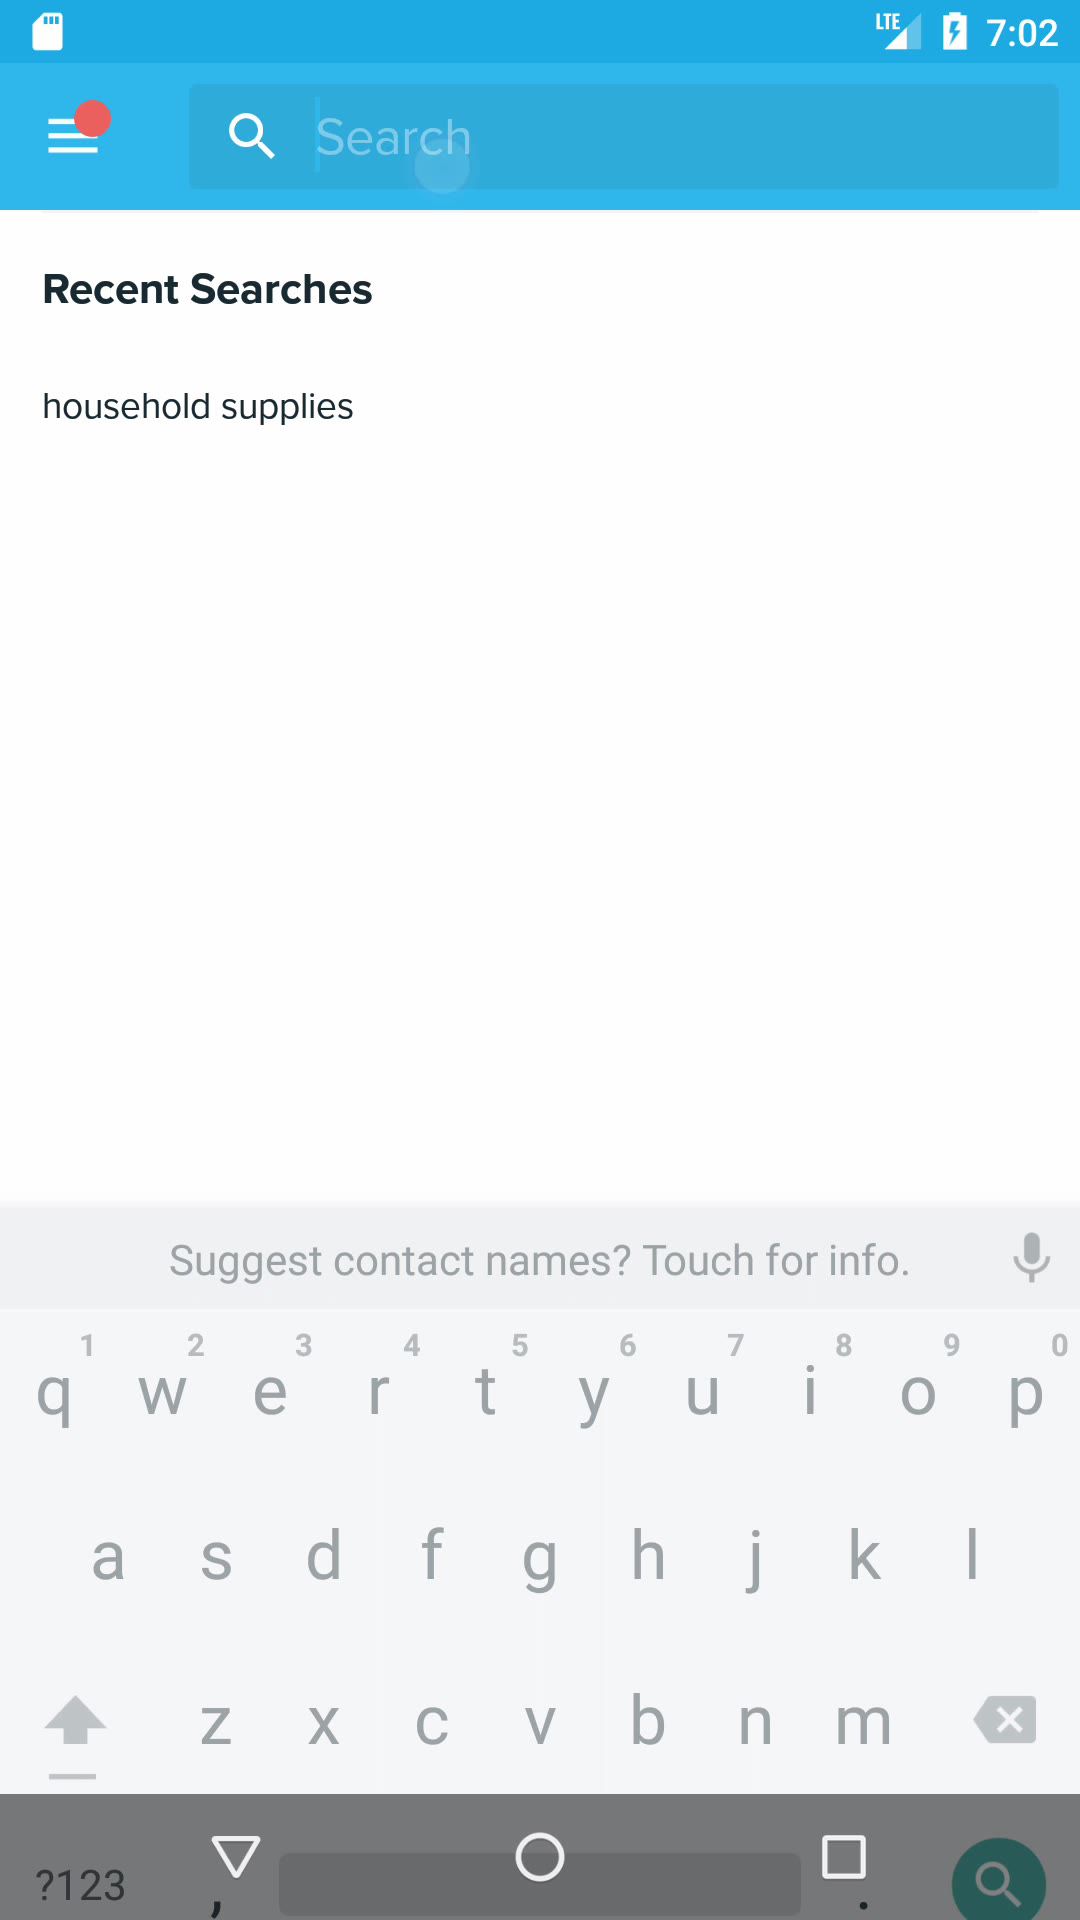 LTE 7:02
Search
Recent Searches
household supplies
Suggest contact names? Touch for info.
1 2 3 4 5 6 7 8 9 0
q w e r t y u i o p
a s d f g h j k l
z x c v b n m
?123 , .